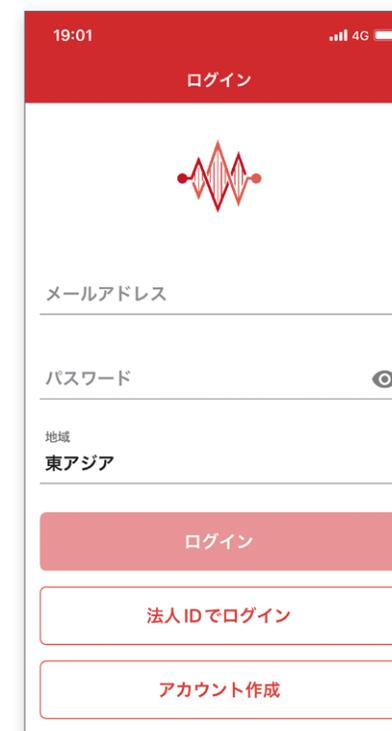 19:01 4G
ログイン
メールアドレス
パスワード
地域
東アジア
ログイン
法人IDでログイン
アカウント作成